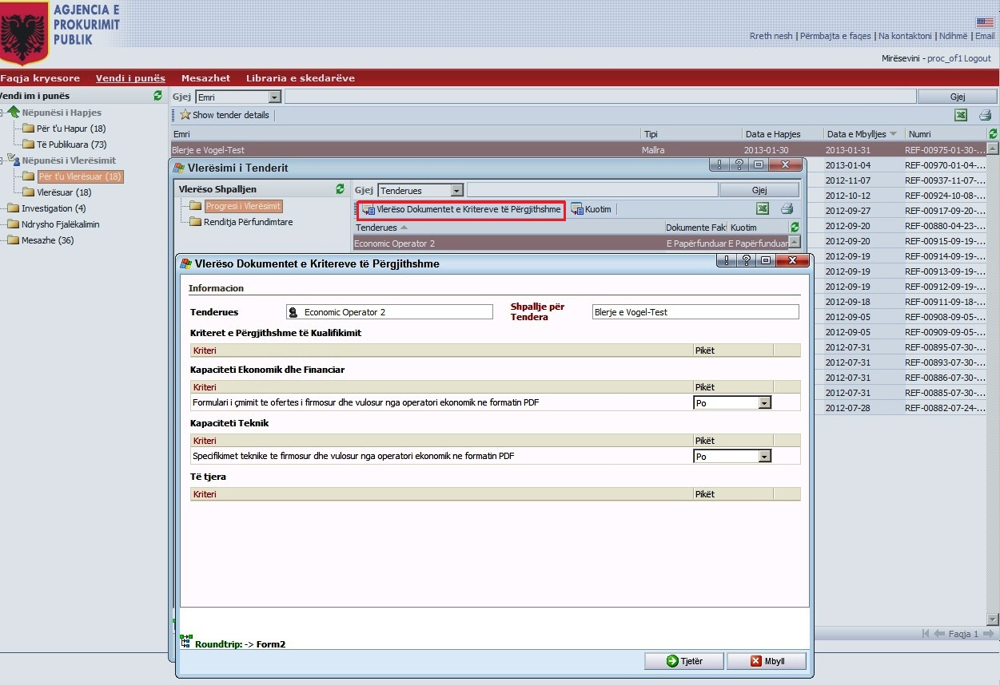 AGJENCIA E
PROKURIMIT
PUBLIK
Rreth nesh | Përmbajta e faqes | Na kontaktoni | Ndihmë | Email
Mirësevini - proc_of1 Logout
Faqja kryesore Vendi i punës Mesazhet Libraria e skedarëve
Vendi im i punës
Nëpunësi i Hapjes
Për t'u Hapur (18)
Të Publikuara (73)
Nëpunësi i Vlerësimit
Për t'u Vlerësuar (18)
Vlerësuar (18)
Investigation (4)
Ndrysho Fjalëkalimin
Mesazhe (36)
Gjej Emri Gjej
Show tender details
Emri Tipi Data e Hapjes Data e Mbylljes Numri
Blerje e Vogel-Test Mallra 2013-01-30 2013-01-31 REF-00975-01-30-...
2013-01-04 REF-00970-01-04-...
2012-11-07 REF-00937-11-07-...
2012-10-12 REF-00924-10-08-...
2012-09-27 REF-00917-09-20-...
2012-09-20 REF-00880-04-23-...
2012-09-20 REF-00915-09-19-...
2012-09-19 REF-00914-09-19-...
2012-09-19 REF-00913-09-19-...
2012-09-19 REF-00912-09-19-...
2012-09-18 REF-00911-09-18-...
2012-09-05 REF-00908-09-05-...
2012-09-05 REF-00909-09-05-...
2012-07-31 REF-00895-07-30-...
2012-07-31 REF-00893-07-30-...
2012-07-31 REF-00886-07-30-...
2012-07-31 REF-00885-07-30-...
2012-07-28 REF-00882-07-24-...
Faqja 1
Vlerësimi i Tenderit
Vlerëso Shpalljen
Progresi i Vlerësimit
Renditja Përfundimtare
Gjej Tenderues Gjej
Vlerëso Dokumentet e Kritereve të Përgjithshme Kuotim
Tenderues Dokumente Fakt Kuotim
Economic Operator 2 E Papërfunduar E Papërfunduar
Vlerëso Dokumentet e Kritereve të Përgjithshme
Informacion
Tenderues Economic Operator 2 Shpallje për Tendera Blerje e Vogel-Test
Kriteret e Përgjithshme të Kualifikimit
Kriteri Pikët
Kapaciteti Ekonomik dhe Financiar
Kriteri Pikët
Formulari i çmimit te ofertes i firmosur dhe vulosur nga operatori ekonomik ne formatin PDF Po
Kapaciteti Teknik
Kriteri Pikët
Specifikimet teknike te firmosur dhe vulosur nga operatori ekonomik ne formatin PDF Po
Të tjera
Kriteri Pikët
Roundtrip: -> Form2
Tjetër Mbyll